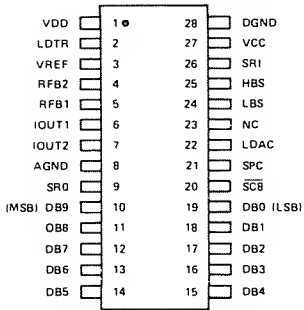 VDD 1 28 DGND
LDTR 2 27 VCC
VREF 3 26 SRI
RFB2 4 25 HBS
RFB1 5 24 LBS
IOUT1 6 23 NC
IOUT2 7 22 LDAC
AGND 8 21 SPC
SRO 9 20 SC8
(MSB) DB9 10 19 DB0 (LSB)
OB8 11 18 DB1
DB7 12 17 DB2
DB6 13 16 DB3
DB5 14 15 DB4